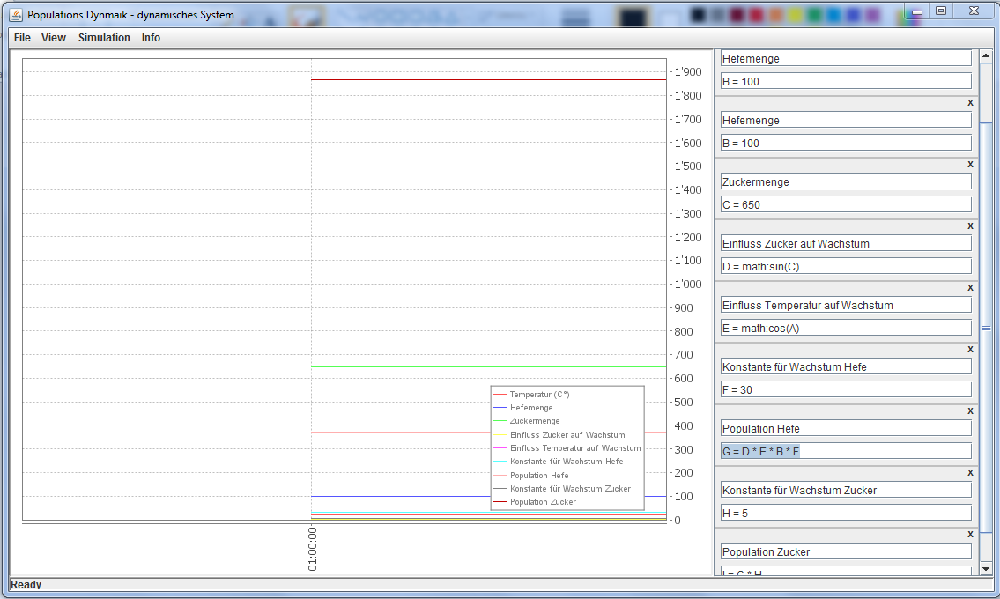 Populations Dynmaik - dynamisches System
File View Simulation Info
1'900
1'800
1'700
1'600
1'500
1'400
1'300
1'200
1'100
1'000
900
800
700
600
500
400
300
200
100
0
01:00:00
Temperatur (C°)
Hefemenge
Zuckermenge
Einfluss Zucker auf Wachstum
Einfluss Temperatur auf Wachstum
Konstante für Wachstum Hefe
Population Hefe
Konstante für Wachstum Zucker
Population Zucker
Hefemenge
B = 100
x
Hefemenge
B = 100
x
Zuckermenge
C = 650
x
Einfluss Zucker auf Wachstum
D = math:sin(C)
x
Einfluss Temperatur auf Wachstum
E = math:cos(A)
x
Konstante für Wachstum Hefe
F = 30
x
Population Hefe
G = D * E * B * F
x
Konstante für Wachstum Zucker
H = 5
x
Population Zucker
I = C * H
Ready